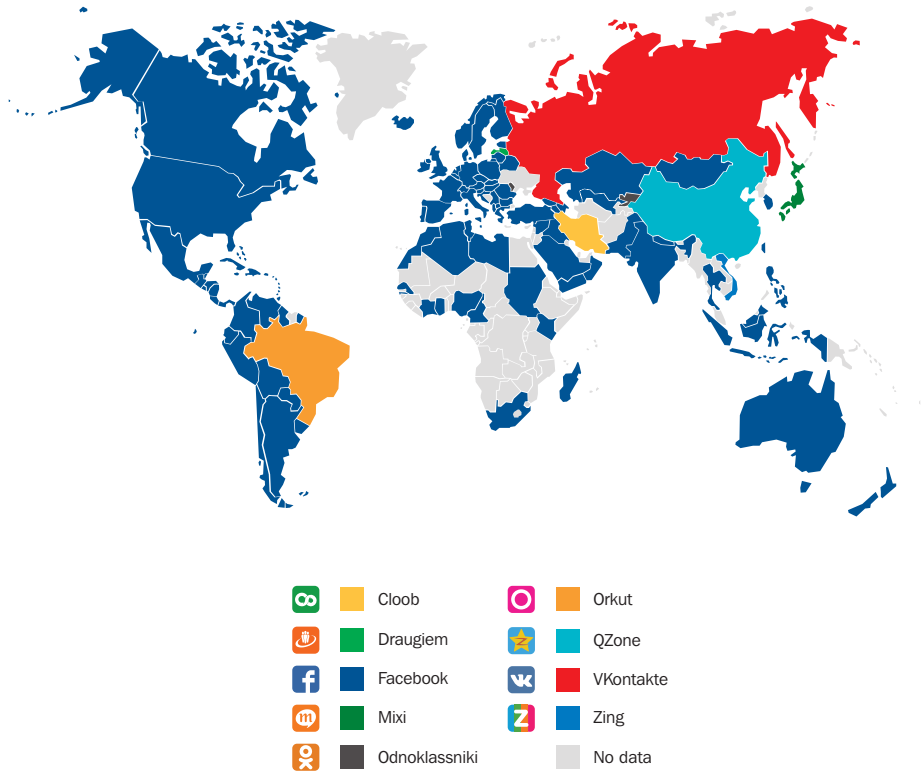 Cloob
Draugiem
Facebook
Mixi
Odnoklassniki
Orkut
QZone
VKontakte
Zing
No data